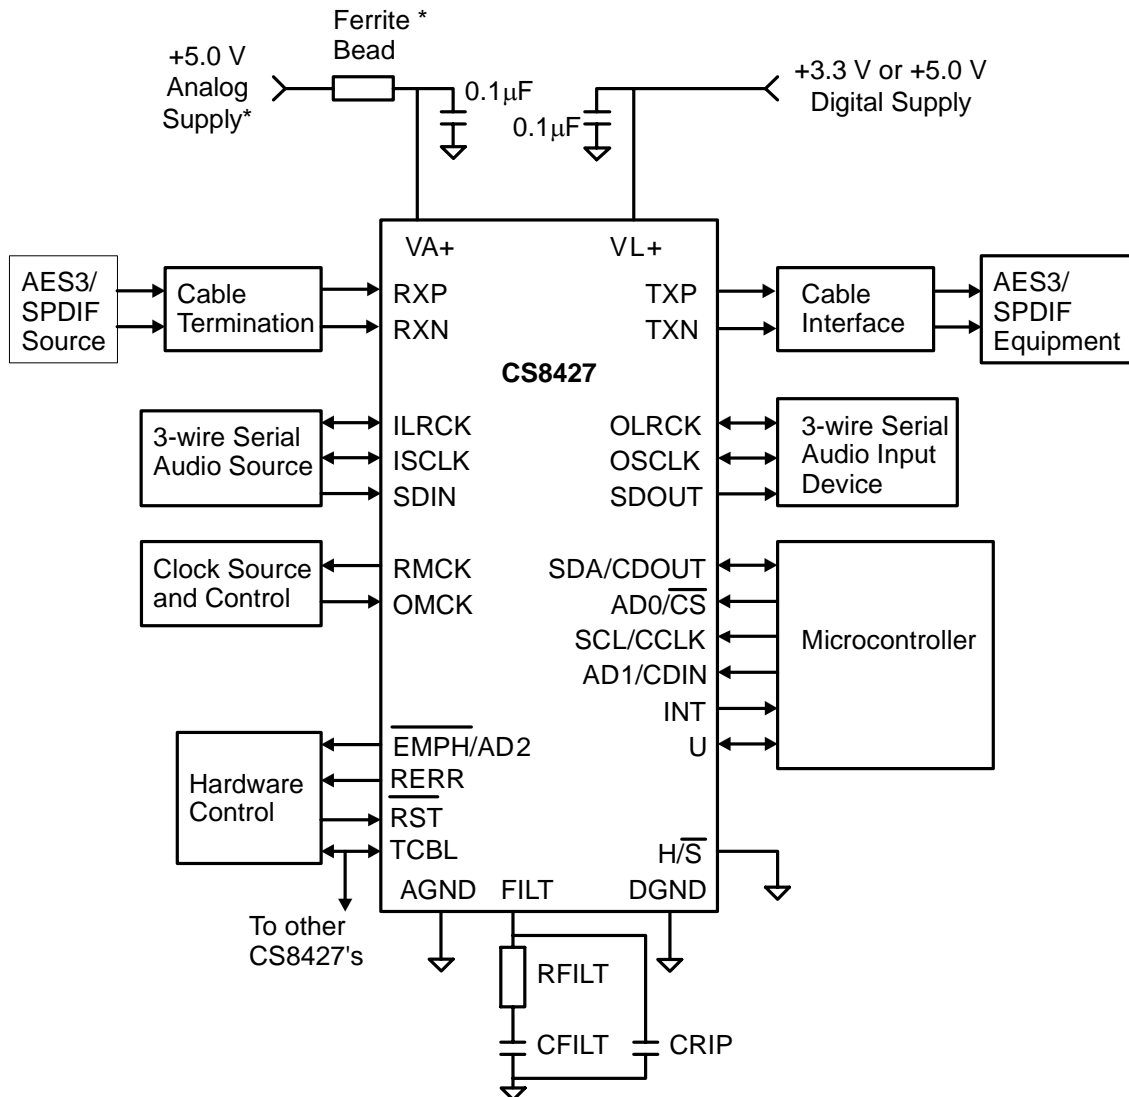 Ferrite *
Bead
+5.0 V
Analog
Supply*
0.1μF
0.1μF
+3.3 V or +5.0 V
Digital Supply
VA+
VL+
AES3/
SPDIF
Source
Cable
Termination
RXP
RXN
TXP
TXN
Cable
Interface
AES3/
SPDIF
Equipment
CS8427
3-wire Serial
Audio Source
ILRCK
ISCLK
SDIN
OLRCK
OSCLK
SDOUT
3-wire Serial
Audio Input
Device
Clock Source
and Control
RMCK
OMCK
SDA/CDOUT
AD0/C̅S̅
SCL/CCLK
AD1/CDIN
INT
U
Microcontroller
Hardware
Control
E̅M̅P̅H̅/AD2
RERR
R̅S̅T̅
TCBL
H/S̅
AGND
FILT
DGND
To other
CS8427's
RFILT
CFILT
CRIP